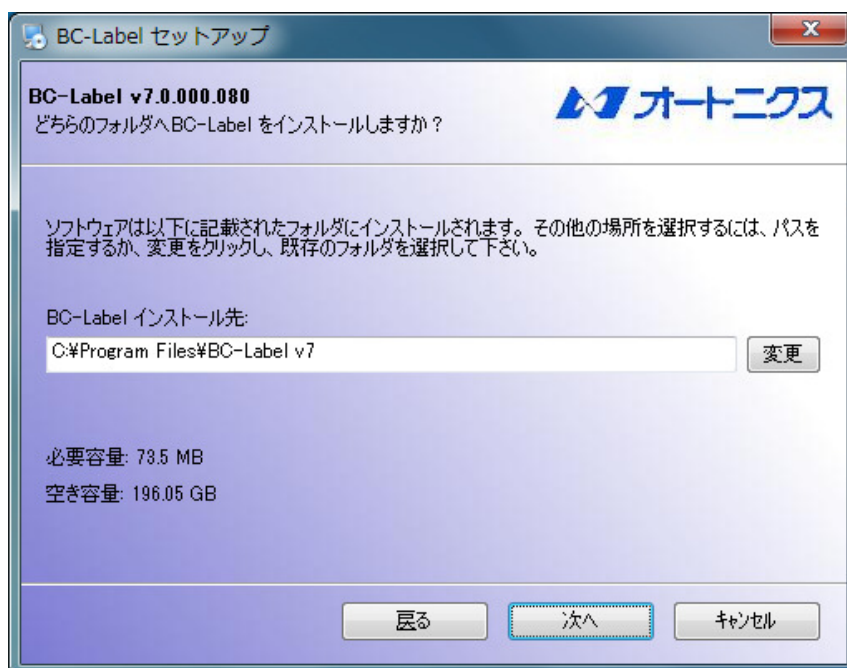 BC-Label セットアップ
BC-Label v7.0.000.080
どちらのフォルダへBC-Label をインストールしますか？
オートニクス
ソフトウェアは以下に記載されたフォルダにインストールされます。その他の場所を選択するには、パスを
指定するか、変更をクリックし、既存のフォルダを選択して下さい。
BC-Label インストール先:
C:¥Program Files¥BC-Label v7
変更
必要容量: 73.5 MB
空き容量: 196.05 GB
戻る
次へ
キャンセル